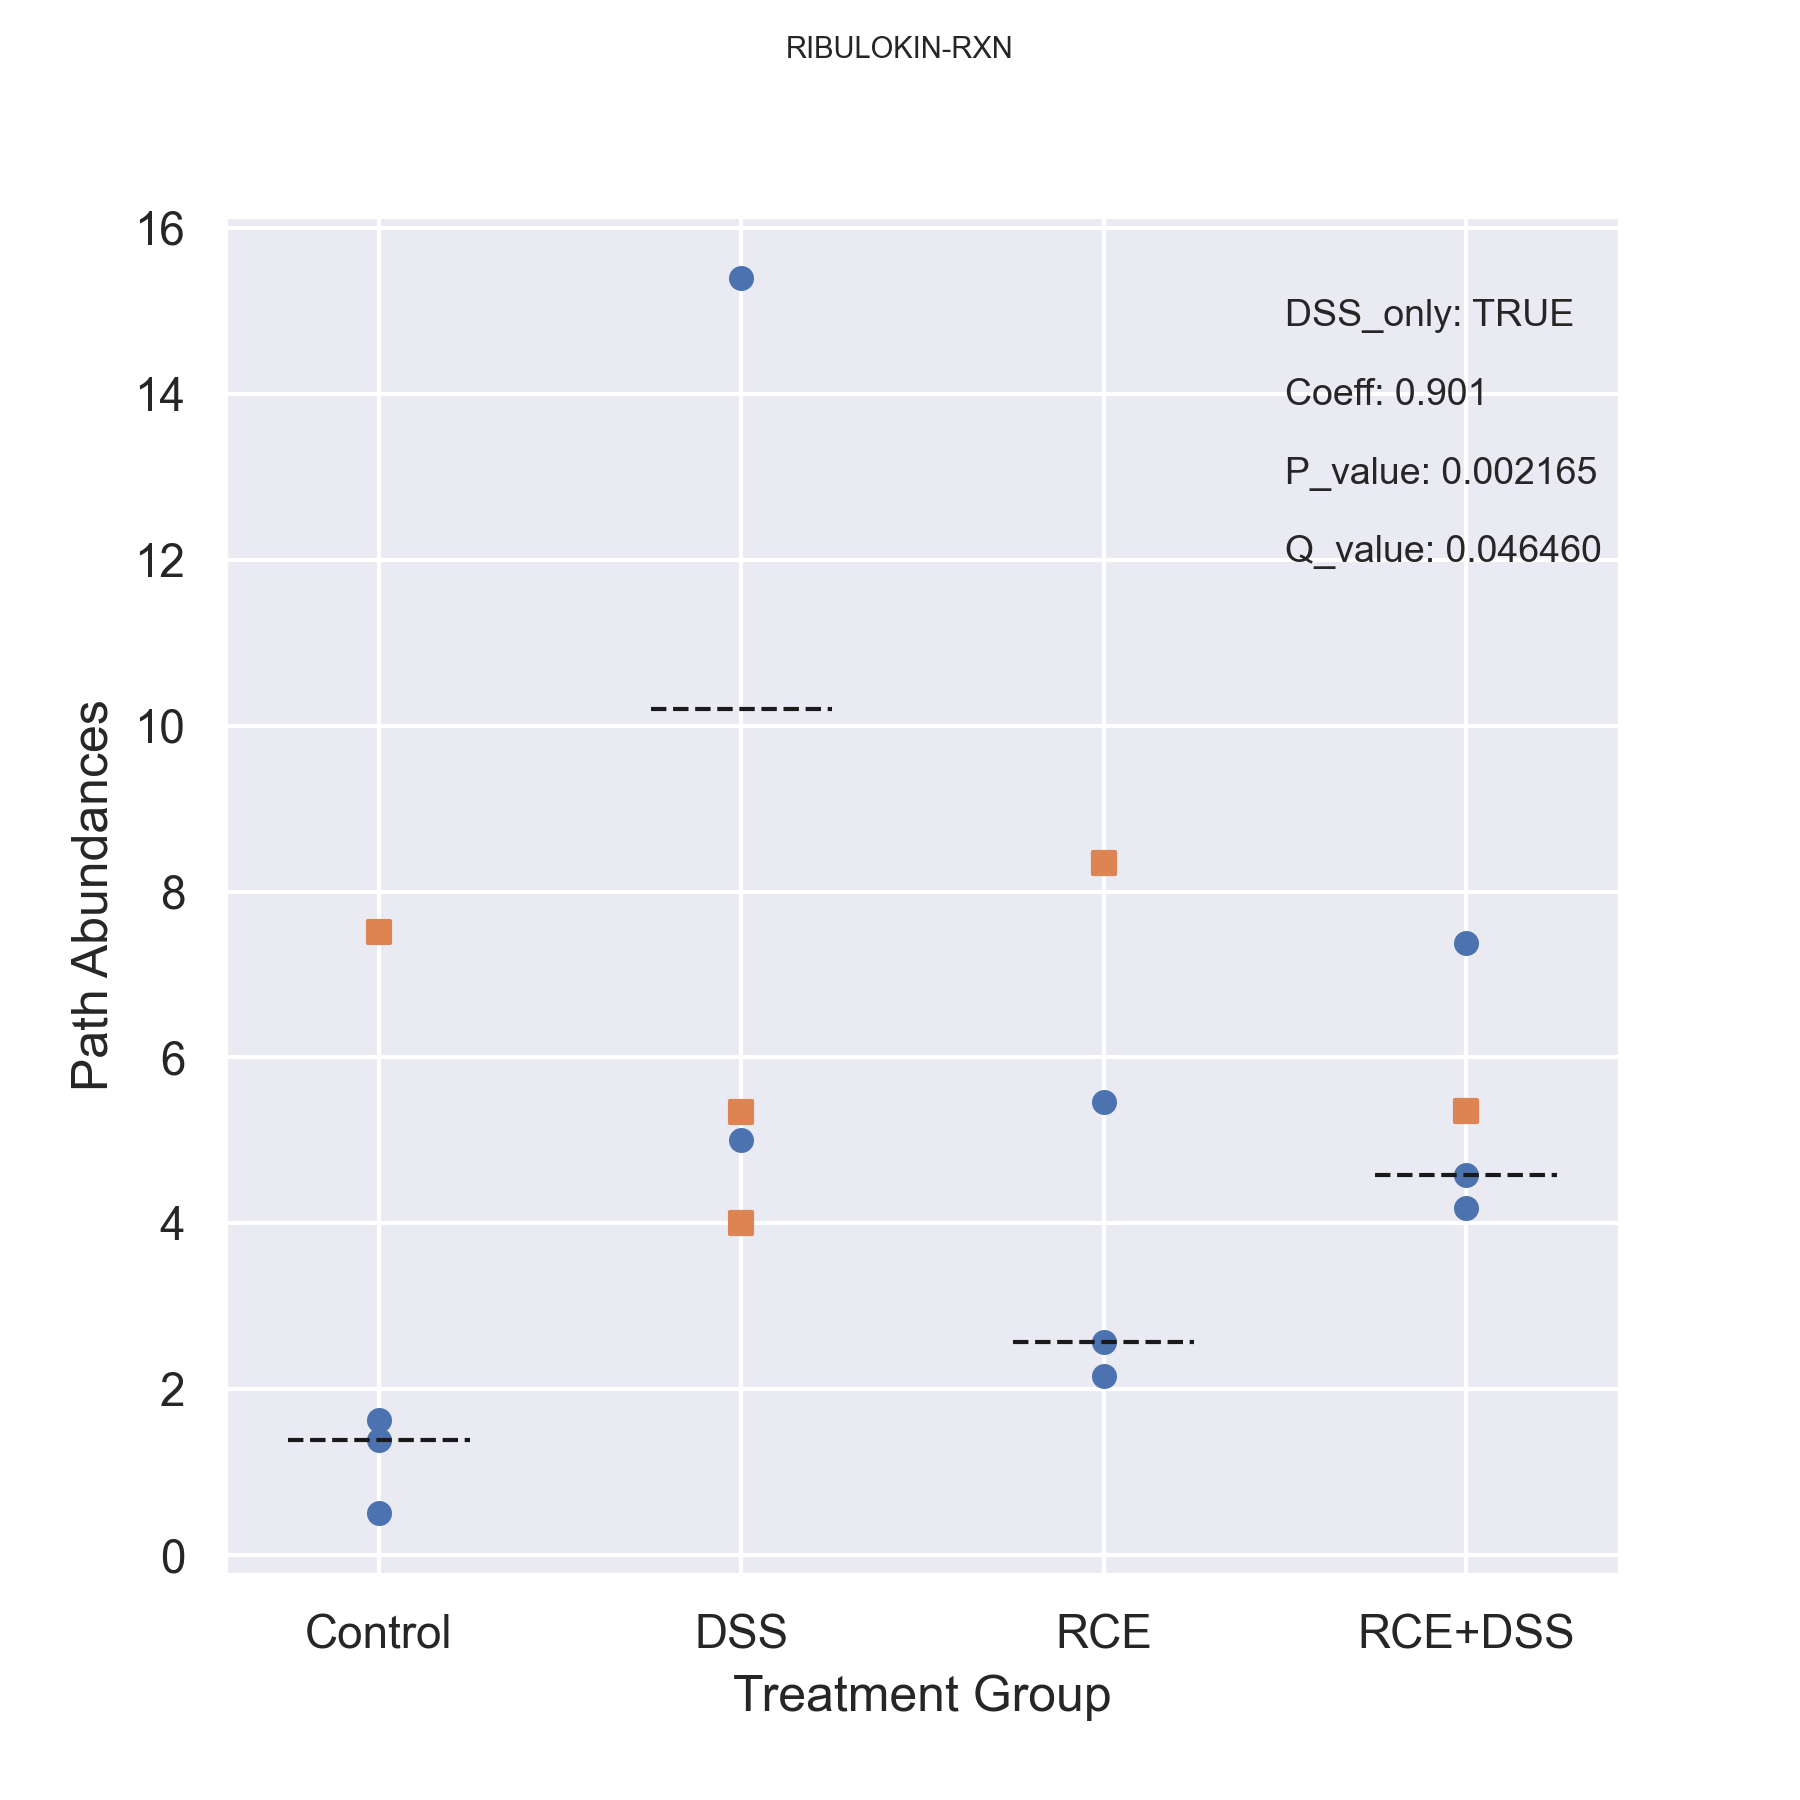 RIBULOKIN-RXN
16
14
12
10
8
6
4
2
0
Path Abundances
DSS_only: TRUE
Coeff: 0.901
P_value: 0.002165
Q_value: 0.046460
Control DSS RCE RCE+DSS
Treatment Group